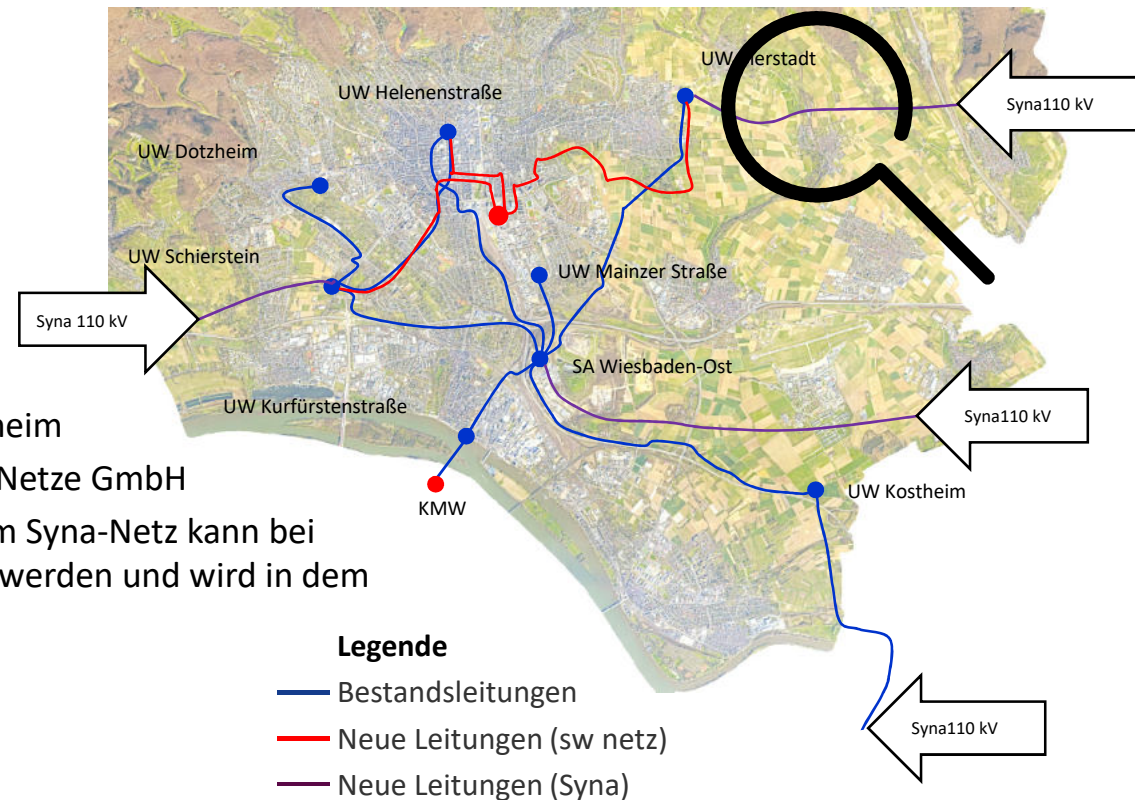 UW Bierstadt
UW Helenenstraße
Syna110 kV
UW Dotzheim
UW Schierstein
UW Mainzer Straße
Syna 110 kV
SA Wiesbaden-Ost
UW Kurfürstenstraße
Syna110 kV
heim
Netze GmbH
UW Kostheim
KMW
Syna-Netz kann bei
werden und wird in dem
Legende
Bestandsleitungen
Neue Leitungen (sw netz)
Syna110 kV
Neue Leitungen (Syna)